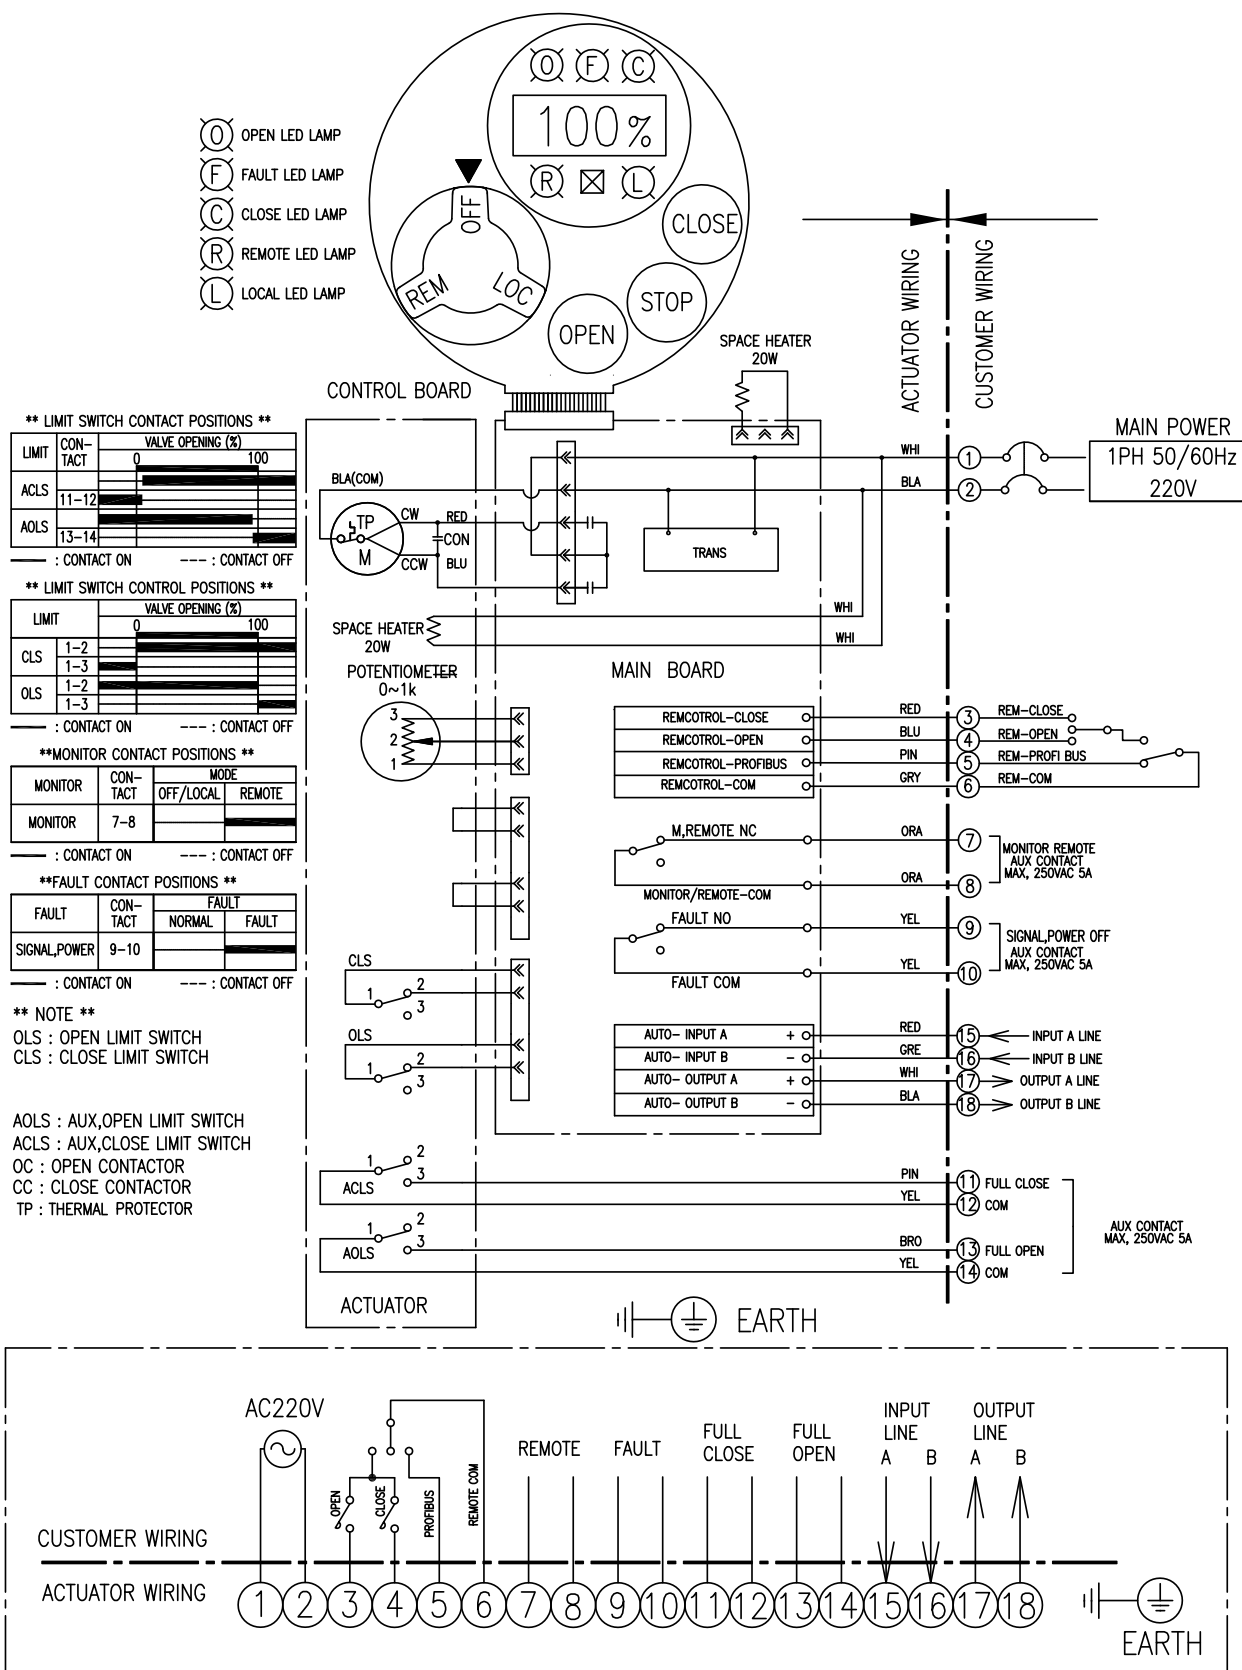 O F C
100%
R L
OFF
REM
LOC
CLOSE
STOP
OPEN
O OPEN LED LAMP
F FAULT LED LAMP
C CLOSE LED LAMP
R REMOTE LED LAMP
L LOCAL LED LAMP
ACTUATOR WIRING
CUSTOMER WIRING
SPACE HEATER
20W
CONTROL BOARD
MAIN POWER
1PH 50/60Hz
220V
WHI 1
BLA 2
** LIMIT SWITCH CONTACT POSITIONS **
LIMIT CON-TACT VALVE OPENING (%)
0 100
ACLS
11-12
AOLS
13-14
: CONTACT ON --- : CONTACT OFF
** LIMIT SWITCH CONTROL POSITIONS **
LIMIT VALVE OPENING (%)
0 100
CLS 1-2
1-3
OLS 1-2
1-3
: CONTACT ON --- : CONTACT OFF
**MONITOR CONTACT POSITIONS **
MONITOR CON-TACT MODE
OFF/LOCAL REMOTE
MONITOR 7-8
: CONTACT ON --- : CONTACT OFF
**FAULT CONTACT POSITIONS **
FAULT CON-TACT FAULT
NORMAL FAULT
SIGNAL,POWER 9-10
: CONTACT ON --- : CONTACT OFF
** NOTE **
OLS : OPEN LIMIT SWITCH
CLS : CLOSE LIMIT SWITCH
AOLS : AUX,OPEN LIMIT SWITCH
ACLS : AUX,CLOSE LIMIT SWITCH
OC : OPEN CONTACTOR
CC : CLOSE CONTACTOR
TP : THERMAL PROTECTOR
BLA(COM)
TP
M
CW RED
CON
CCW BLU
TRANS
WHI
WHI
SPACE HEATER
20W
POTENTIOMETER
0~1k
3
2
1
MAIN BOARD
REMCOTROL-CLOSE RED 3 REM-CLOSE
REMCOTROL-OPEN BLU 4 REM-OPEN
REMCOTROL-PROFIBUS PIN 5 REM-PROFI BUS
REMCOTROL-COM GRY 6 REM-COM
M,REMOTE NC ORA 7
MONITOR REMOTE
AUX CONTACT
MAX, 250VAC 5A
MONITOR/REMOTE-COM ORA 8
FAULT NO YEL 9
SIGNAL,POWER OFF
AUX CONTACT
MAX, 250VAC 5A
FAULT COM YEL 10
CLS
1 2
3
OLS
1 2
3
AUTO- INPUT A + RED 15 INPUT A LINE
AUTO- INPUT B - GRE 16 INPUT B LINE
AUTO- OUTPUT A + WHI 17 OUTPUT A LINE
AUTO- OUTPUT B - BLA 18 OUTPUT B LINE
1 2
3 PIN 11 FULL CLOSE
ACLS YEL 12 COM
1 2
3 BRO 13 FULL OPEN
AOLS YEL 14 COM
AUX CONTACT
MAX, 250VAC 5A
ACTUATOR
EARTH
AC220V
OPEN
CLOSE
PROFIBUS
REMOTE COM
REMOTE
FAULT
FULL
CLOSE
FULL
OPEN
INPUT
LINE
A B
OUTPUT
LINE
A B
CUSTOMER WIRING
ACTUATOR WIRING
1 2 3 4 5 6 7 8 9 10 11 12 13 14 15 16 17 18
EARTH